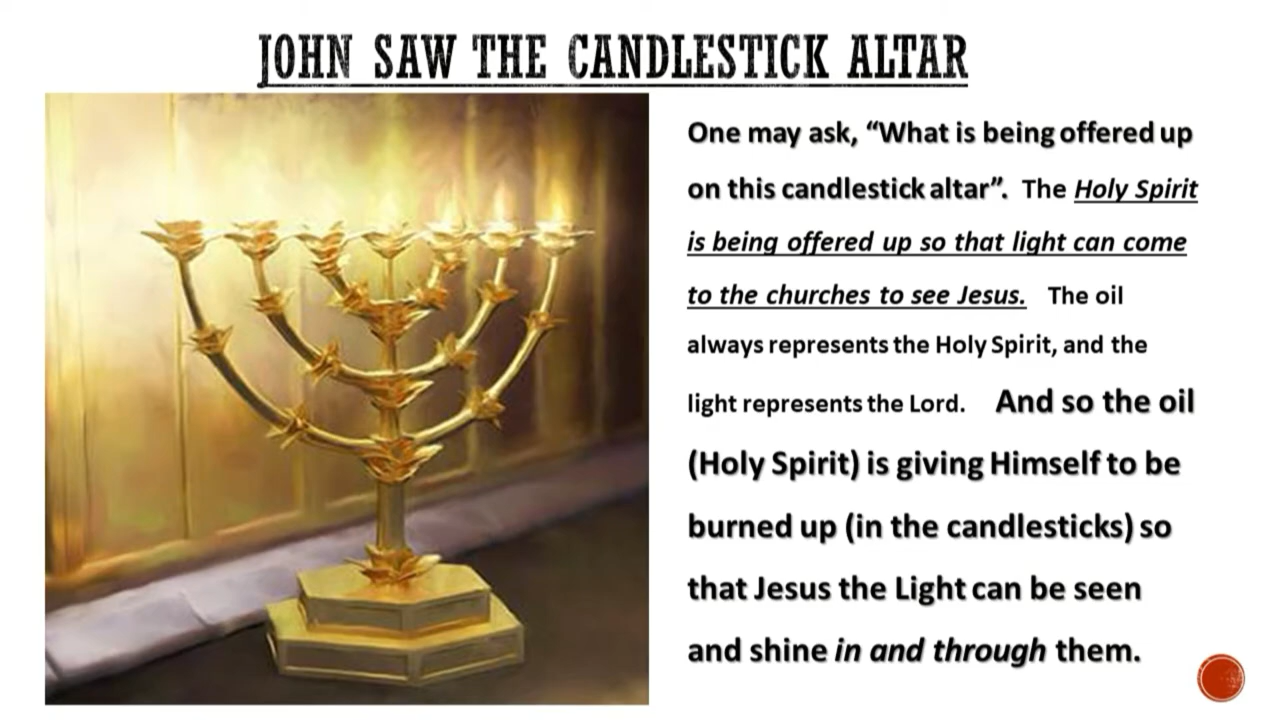 JOHN SAW THE CANDLESTICK ALTAR
One may ask, “What is being offered up
on this candlestick altar”. The Holy Spirit
is being offered up so that light can come
to the churches to see Jesus. The oil
always represents the Holy Spirit, and the
light represents the Lord. And so the oil
(Holy Spirit) is giving Himself to be
burned up (in the candlesticks) so
that Jesus the Light can be seen
and shine in and through them.